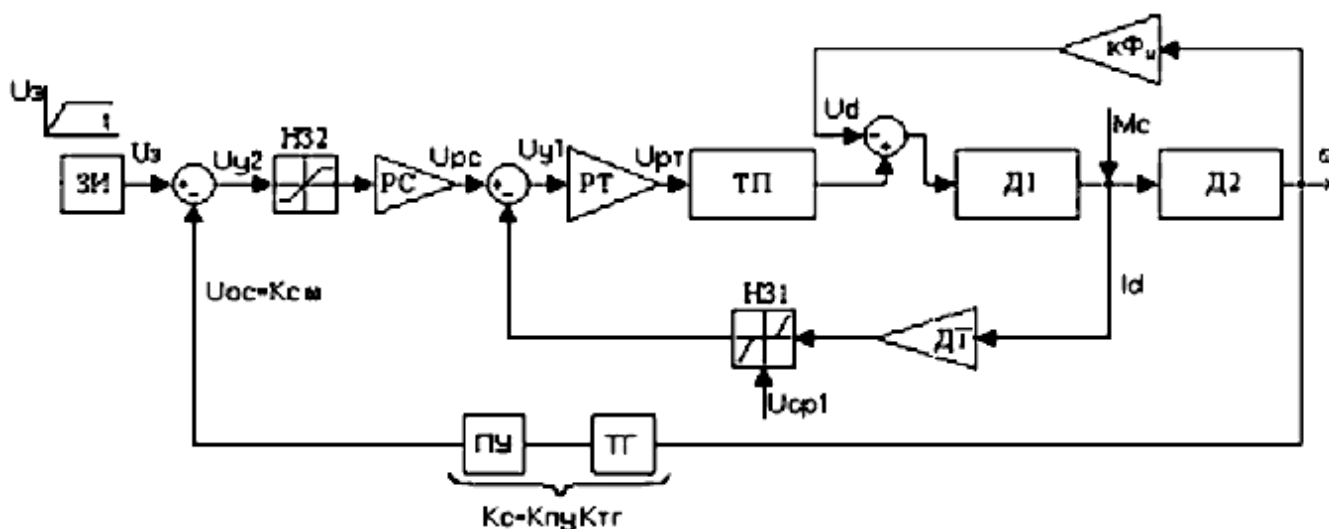 кФн
Uз
t
Ud
Mc
НЗ2
Uз
Uу2
Uрс
Uу1
Uрт
ω
ЗИ
РС
РТ
ТП
Д1
Д2
Uос=Kсω
НЗ1
Id
ДТ
Uср1
ПУ
ТГ
Kс=KпуKтг